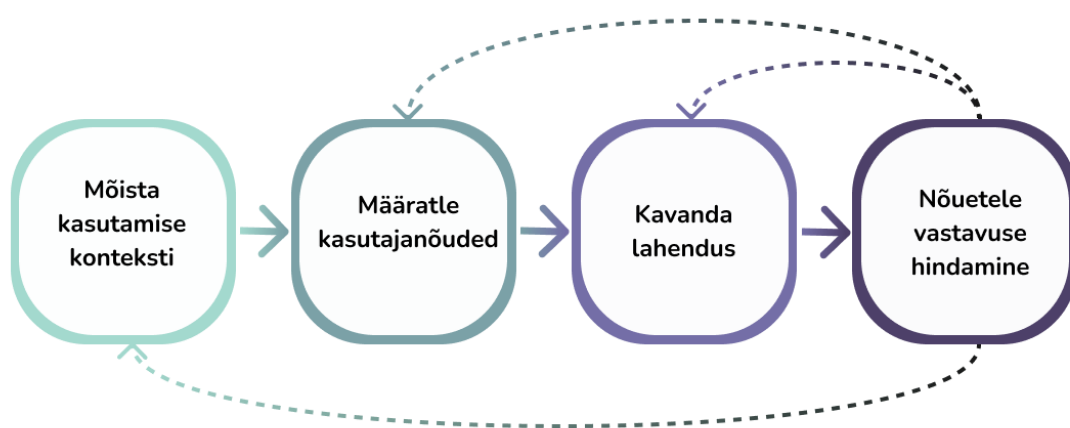 Mõista
kasutamise
konteksti
Määratle
kasutajanõuded
Kavanda
lahendus
Nõuetele
vastavuse
hindamine